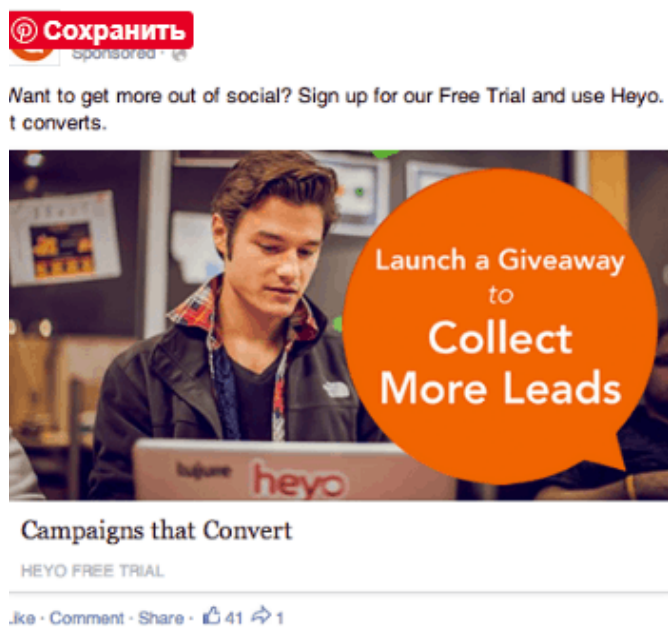 Сохранить
Sponsored ·
Want to get more out of social? Sign up for our Free Trial and use Heyo.
t converts.
Launch a Giveaway
to
Collect
More Leads
heyo
Campaigns that Convert
HEYO FREE TRIAL
Like · Comment · Share · 41 1